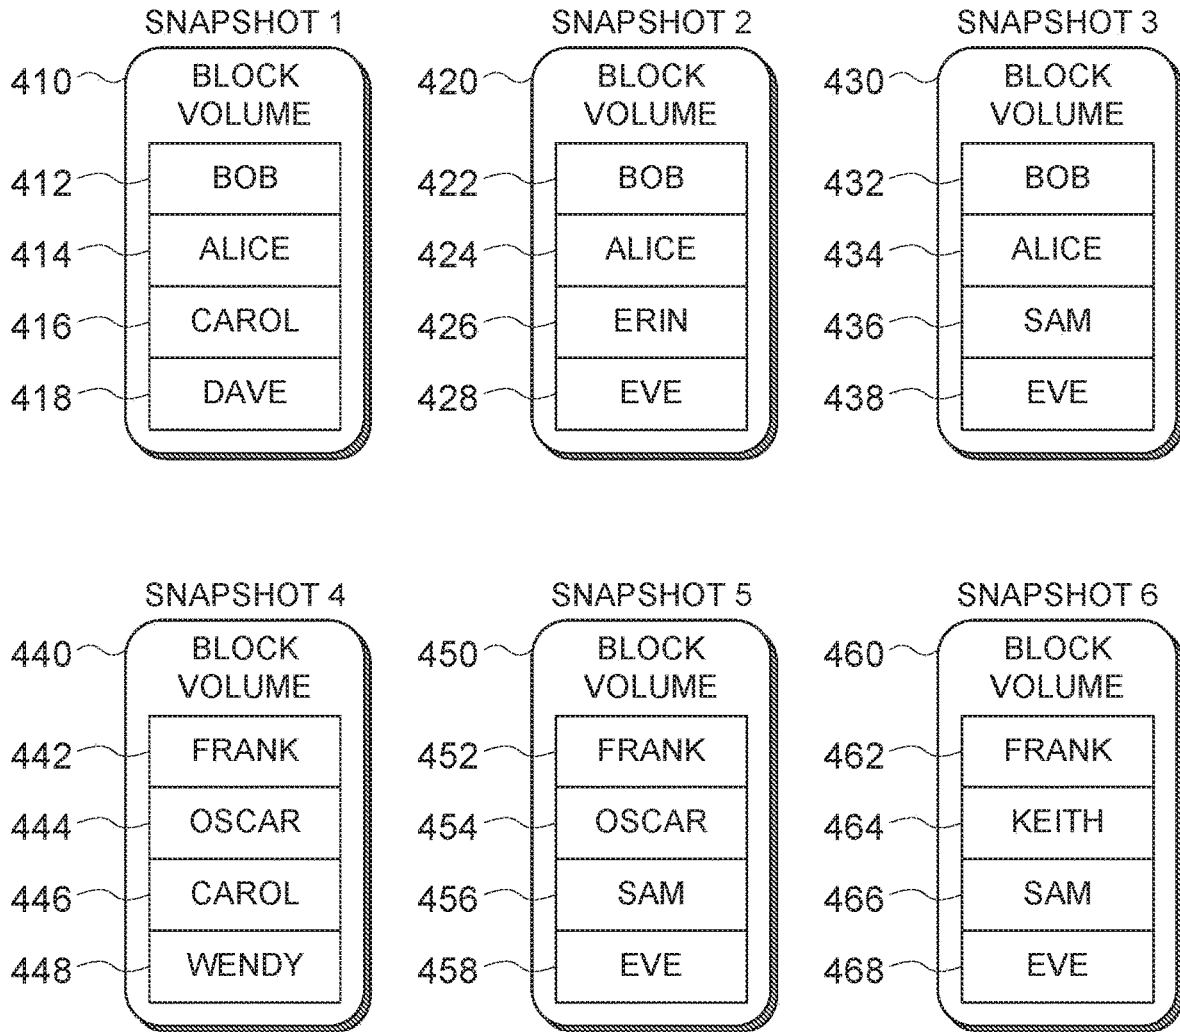 SNAPSHOT 1
410
BLOCK
VOLUME
412
BOB
414
ALICE
416
CAROL
418
DAVE
SNAPSHOT 2
420
BLOCK
VOLUME
422
BOB
424
ALICE
426
ERIN
428
EVE
SNAPSHOT 3
430
BLOCK
VOLUME
432
BOB
434
ALICE
436
SAM
438
EVE
SNAPSHOT 4
440
BLOCK
VOLUME
442
FRANK
444
OSCAR
446
CAROL
448
WENDY
SNAPSHOT 5
450
BLOCK
VOLUME
452
FRANK
454
OSCAR
456
SAM
458
EVE
SNAPSHOT 6
460
BLOCK
VOLUME
462
FRANK
464
KEITH
466
SAM
468
EVE